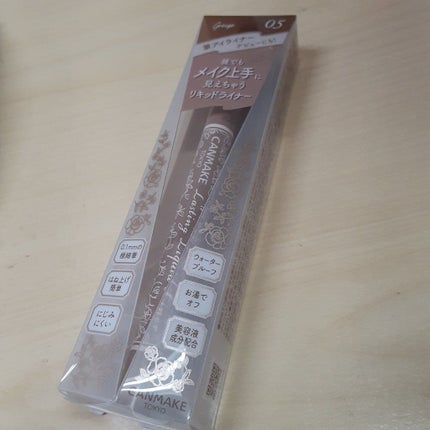 Greige 05
筆アイライナー
デビューに◎
誰でも
メイク上手に
見えちゃう
リキッドライナー
CANMAKE
TOKYO
Lasting Liquid
0.1mmの
極細筆
はね上げ
簡単
にじみ
にくい
ウォーター
プルーフ
お湯で
オフ
美容液
成分配合
CANMAKE
TOKYO